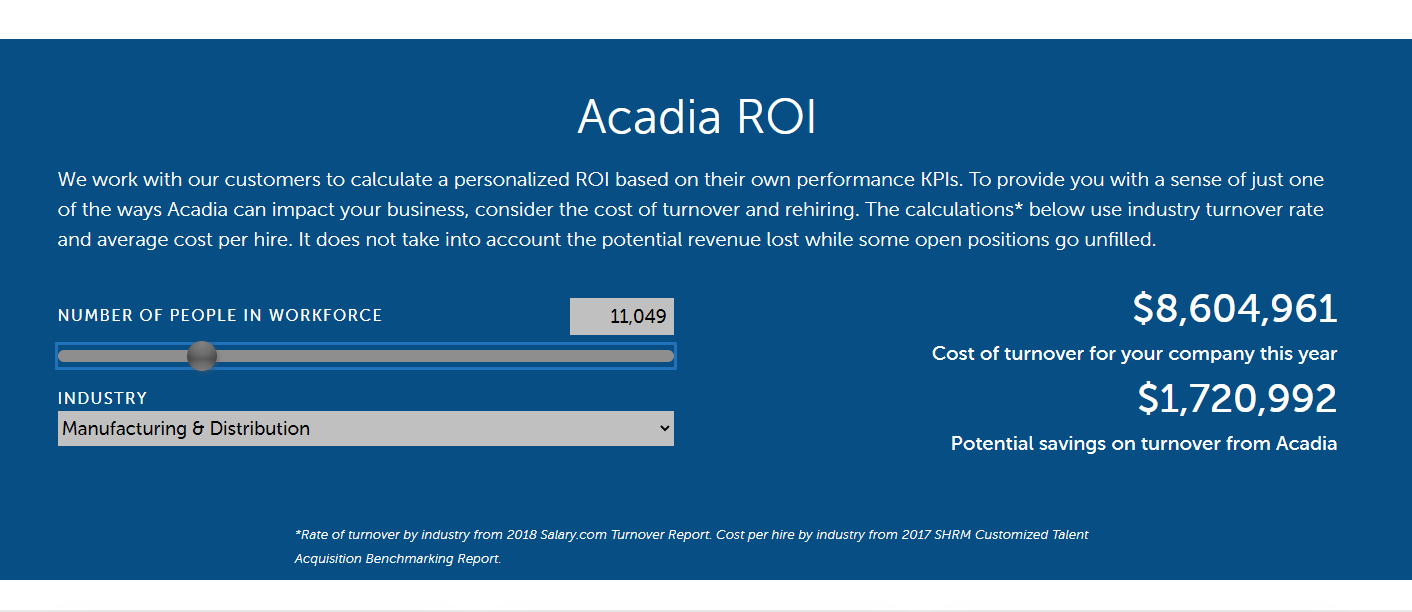 Acadia ROI
We work with our customers to calculate a personalized ROI based on their own performance KPIs. To provide you with a sense of just one
of the ways Acadia can impact your business, consider the cost of turnover and rehiring. The calculations* below use industry turnover rate
and average cost per hire. It does not take into account the potential revenue lost while some open positions go unfilled.
NUMBER OF PEOPLE IN WORKFORCE
11,049
INDUSTRY
Manufacturing & Distribution
$8,604,961
Cost of turnover for your company this year
$1,720,992
Potential savings on turnover from Acadia
*Rate of turnover by industry from 2018 Salary.com Turnover Report. Cost per hire by industry from 2017 SHRM Customized Talent
Acquisition Benchmarking Report.